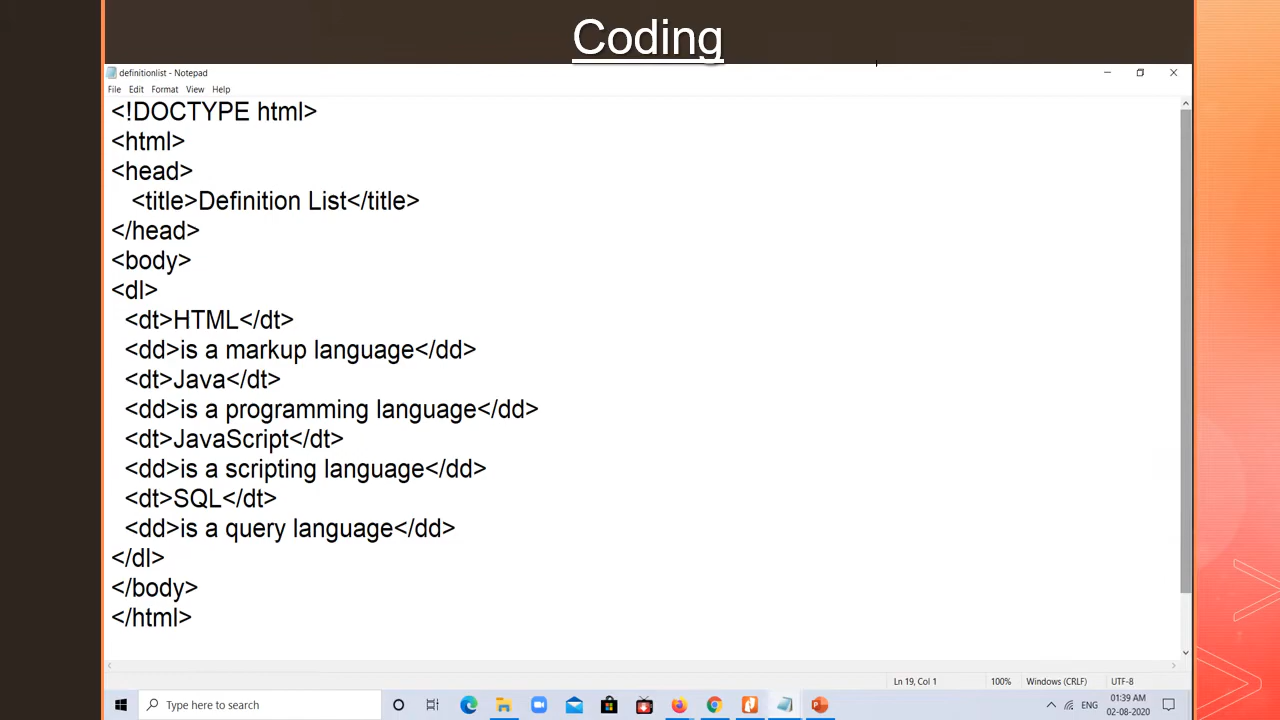 Coding
definitionlist - Notepad
File Edit Format View Help
<!DOCTYPE html>
<html>
<head>
<title>Definition List</title>
</head>
<body>
<dl>
<dt>HTML</dt>
<dd>is a markup language</dd>
<dt>Java</dt>
<dd>is a programming language</dd>
<dt>JavaScript</dt>
<dd>is a scripting language</dd>
<dt>SQL</dt>
<dd>is a query language</dd>
</dl>
</body>
</html>
Ln 19, Col 1 100% Windows (CRLF) UTF-8
Type here to search
ENG
01:39 AM
02-08-2020